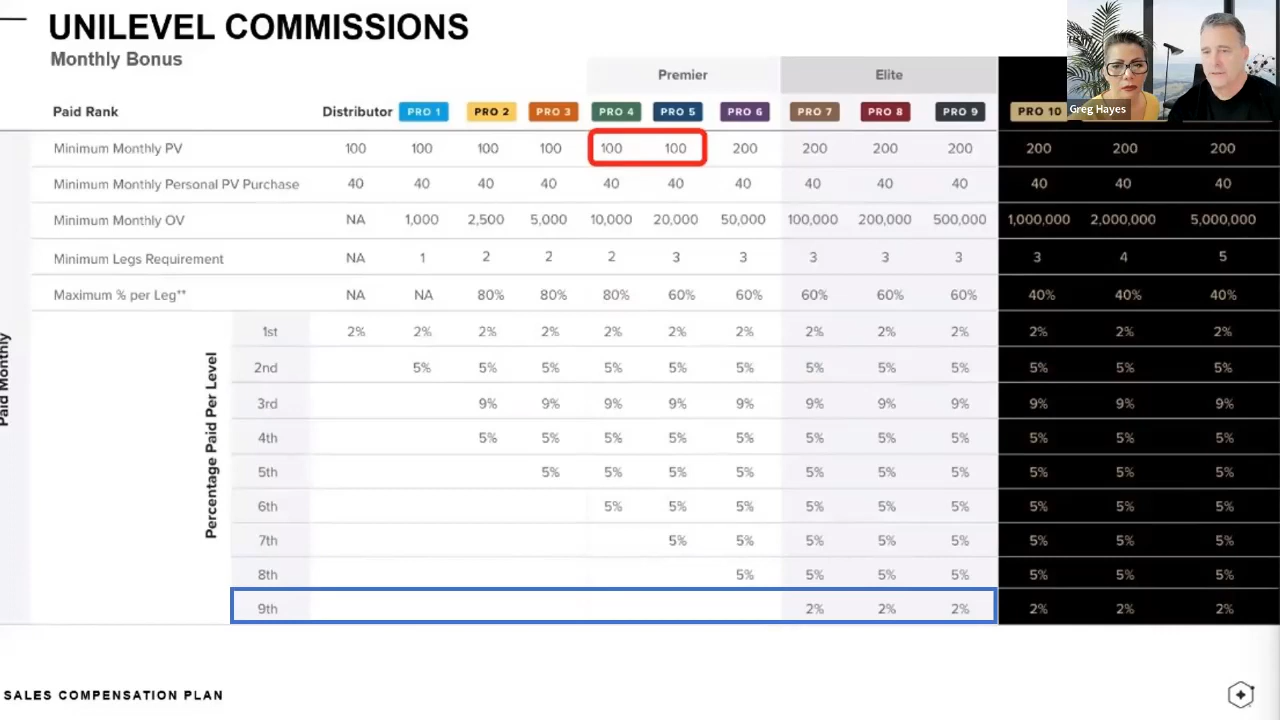 UNILEVEL COMMISSIONS
Monthly Bonus
Premier Elite
Greg Hayes
Paid Rank Distributor PRO 1 PRO 2 PRO 3 PRO 4 PRO 5 PRO 6 PRO 7 PRO 8 PRO 9 PRO 10
Minimum Monthly PV 100 100 100 100 100 100 200 200 200 200 200 200 200
Minimum Monthly Personal PV Purchase 40 40 40 40 40 40 40 40 40 40 40 40 40
Minimum Monthly OV NA 1,000 2,500 5,000 10,000 20,000 50,000 100,000 200,000 500,000 1,000,000 2,000,000 5,000,000
Minimum Legs Requirement NA 1 2 2 2 3 3 3 3 3 3 4 5
Maximum % per Leg** NA NA 80% 80% 80% 60% 60% 60% 60% 60% 40% 40% 40%
Paid Monthly
Percentage Paid Per Level
1st 2% 2% 2% 2% 2% 2% 2% 2% 2% 2% 2% 2% 2%
2nd 5% 5% 5% 5% 5% 5% 5% 5% 5% 5% 5% 5%
3rd 9% 9% 9% 9% 9% 9% 9% 9% 9% 9% 9%
4th 5% 5% 5% 5% 5% 5% 5% 5% 5% 5% 5%
5th 5% 5% 5% 5% 5% 5% 5% 5% 5% 5%
6th 5% 5% 5% 5% 5% 5% 5% 5% 5%
7th 5% 5% 5% 5% 5% 5% 5% 5%
8th 5% 5% 5% 5% 5% 5% 5%
9th 2% 2% 2% 2% 2% 2%
SALES COMPENSATION PLAN